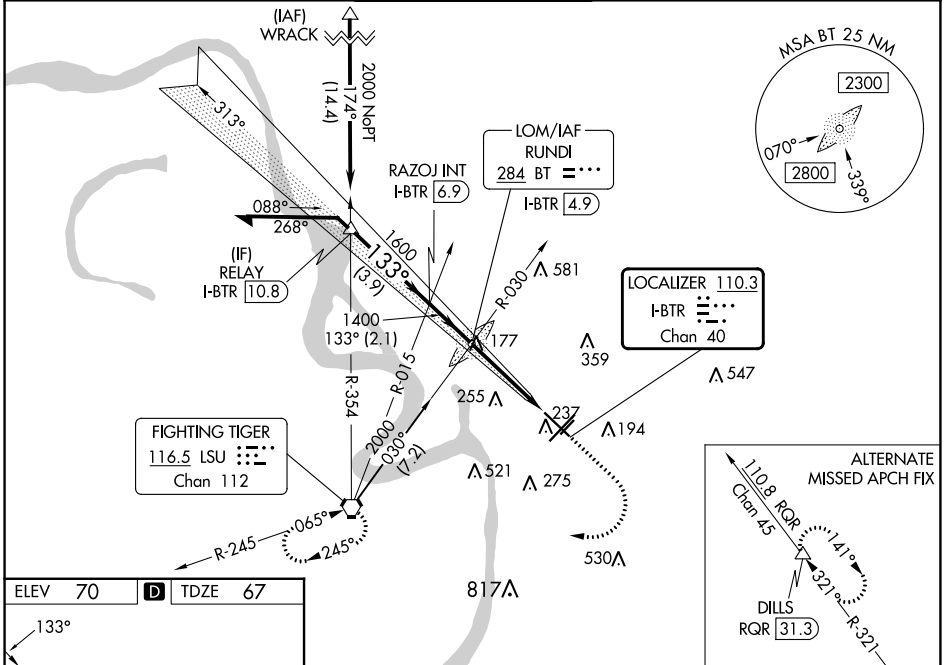 (IAF)
WRACK
2000 NoPT
174°
(14.4)
313°
MSA BT 25 NM
2300
070°
2800
339°
LOM/IAF
RUNDI
284 BT
I-BTR 4.9
RAZOJ INT
I-BTR 6.9
088°
268°
(IF)
RELAY
I-BTR 10.8
1600
133°
(3.9)
1400
133° (2.1)
R-030
581
177
LOCALIZER 110.3
I-BTR
Chan 40
359
547
255
237
194
521
275
530
817
R-354
R-015
2000
030°
(7.2)
FIGHTING TIGER
116.5 LSU
Chan 112
R-245
065°
245°
ALTERNATE
MISSED APCH FIX
110.8 RQR
Chan 45
141°
321°
R-321
DILLS
RQR 31.3
ELEV 70 D TDZE 67
133°